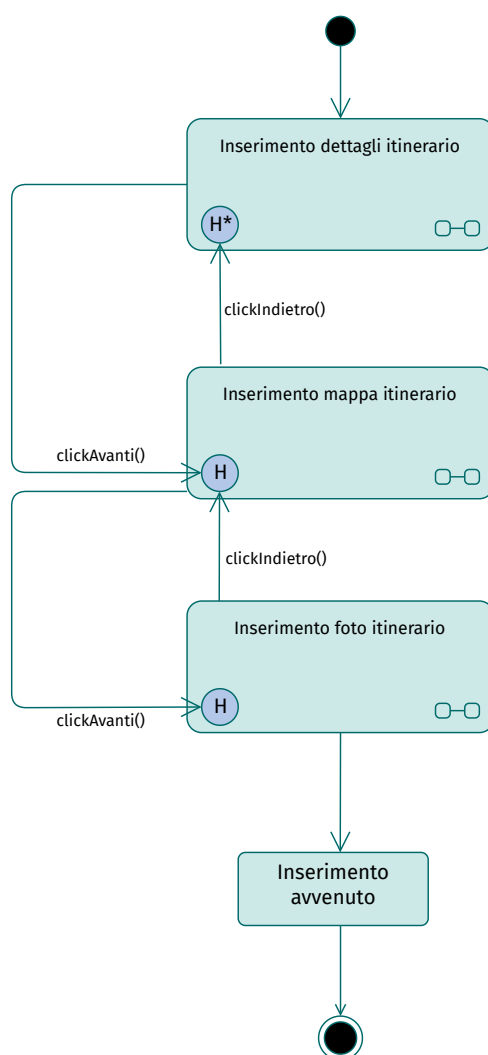 Inserimento dettagli itinerario
H*
clickIndietro()
Inserimento mappa itinerario
clickAvanti()
H
clickIndietro()
Inserimento foto itinerario
H
clickAvanti()
Inserimento
avvenuto